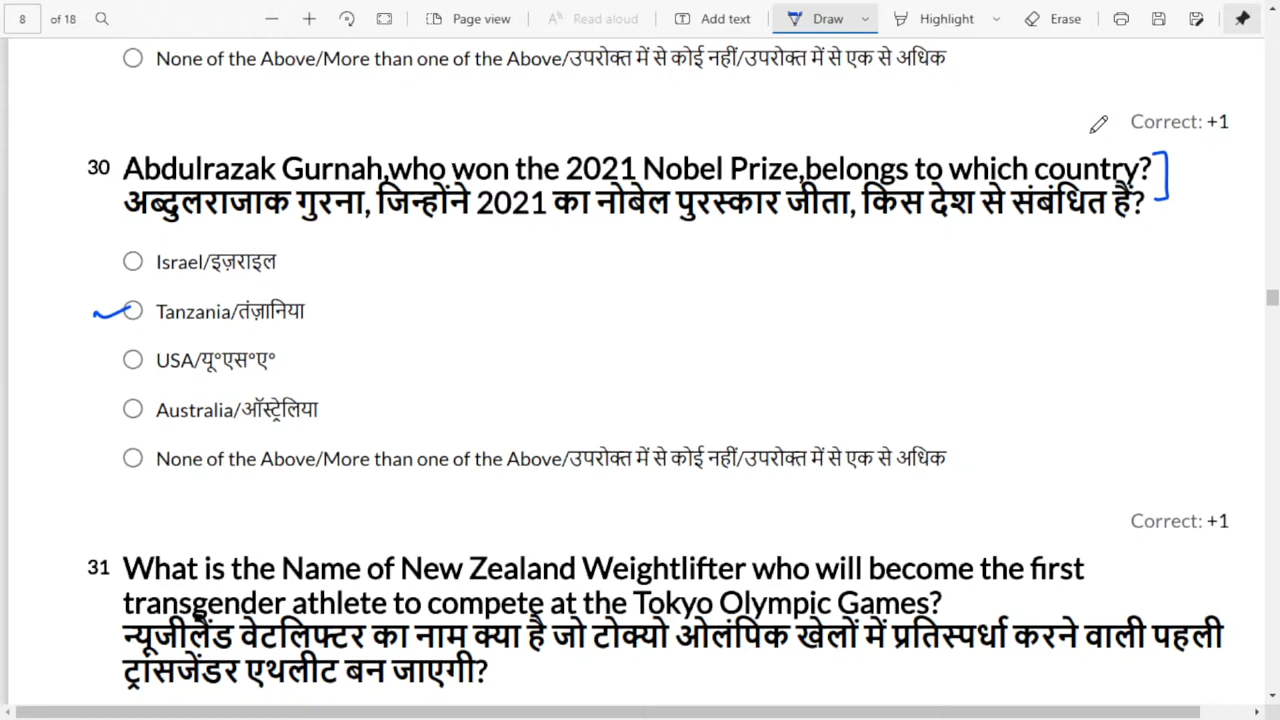 8 of 18 Page view Read aloud Add text Draw Highlight Erase
None of the Above/More than one of the Above/उपरोक्त में से कोई नहीं/उपरोक्त में से एक से अधिक
Correct: +1
30 Abdulrazak Gurnah,who won the 2021 Nobel Prize,belongs to which country?
अब्दुलराजाक गुरना, जिन्होंने 2021 का नोबेल पुरस्कार जीता, किस देश से संबंधित हैं?
Israel/इज़राइल
Tanzania/तंज़ानिया
USA/यू°एस°ए°
Australia/ऑस्ट्रेलिया
None of the Above/More than one of the Above/उपरोक्त में से कोई नहीं/उपरोक्त में से एक से अधिक
Correct: +1
31 What is the Name of New Zealand Weightlifter who will become the first
transgender athlete to compete at the Tokyo Olympic Games?
न्यूजीलैंड वेटलिफ्टर का नाम क्या है जो टोक्यो ओलंपिक खेलों में प्रतिस्पर्धा करने वाली पहली
ट्रांसजेंडर एथलीट बन जाएगी?